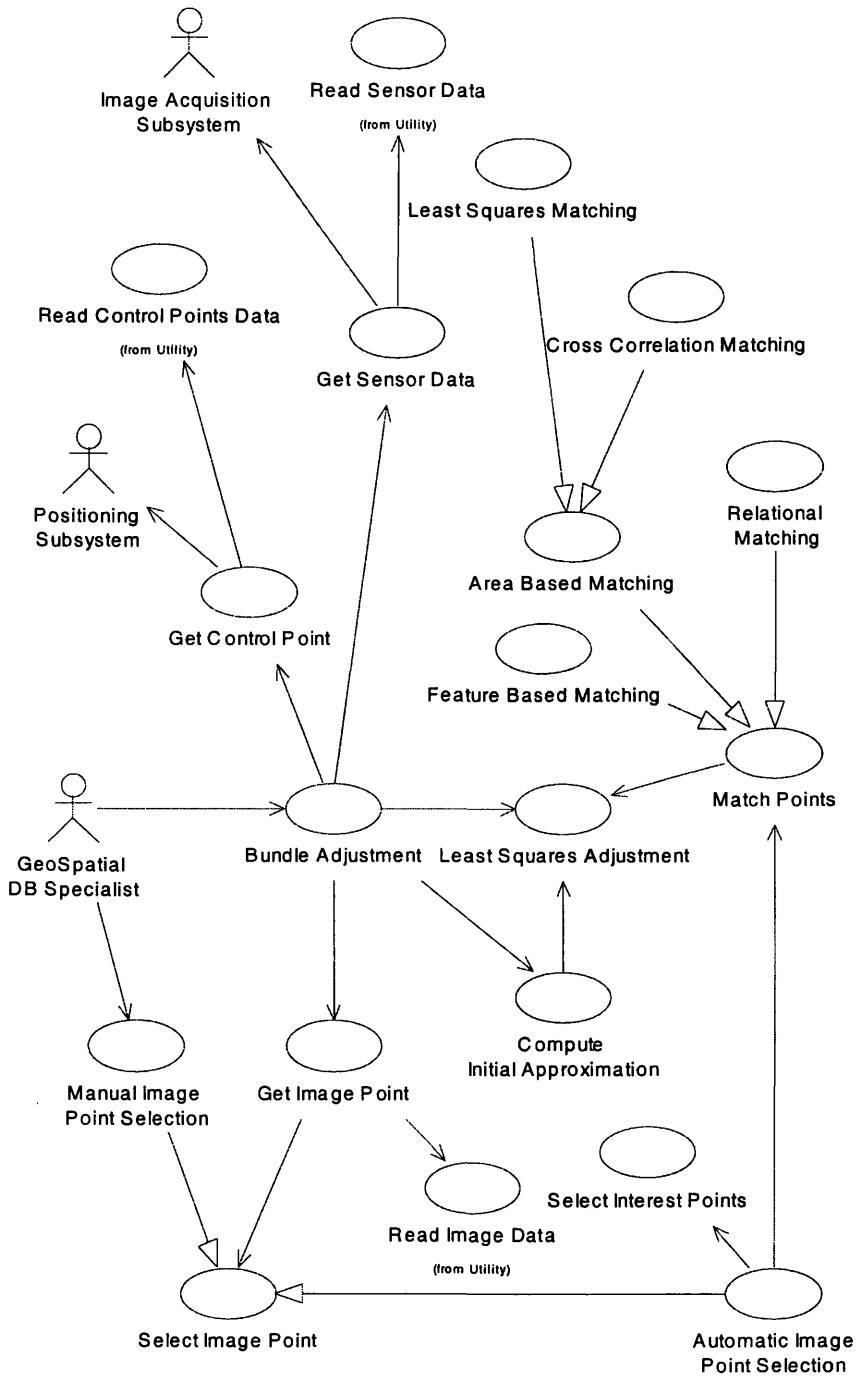 Image Acquisition
Subsystem
Read Sensor Data
(from Utility)
Least Squares Matching
Read Control Points Data
(from Utility)
Cross Correlation Matching
Get Sensor Data
Positioning
Subsystem
Relational
Matching
Area Based Matching
Get Control Point
Feature Based Matching
Match Points
GeoSpatial
DB Specialist
Bundle Adjustment
Least Squares Adjustment
Compute
Initial Approximation
Manual Image
Point Selection
Get Image Point
Select Interest Points
Read Image Data
(from Utility)
Select Image Point
Automatic Image
Point Selection